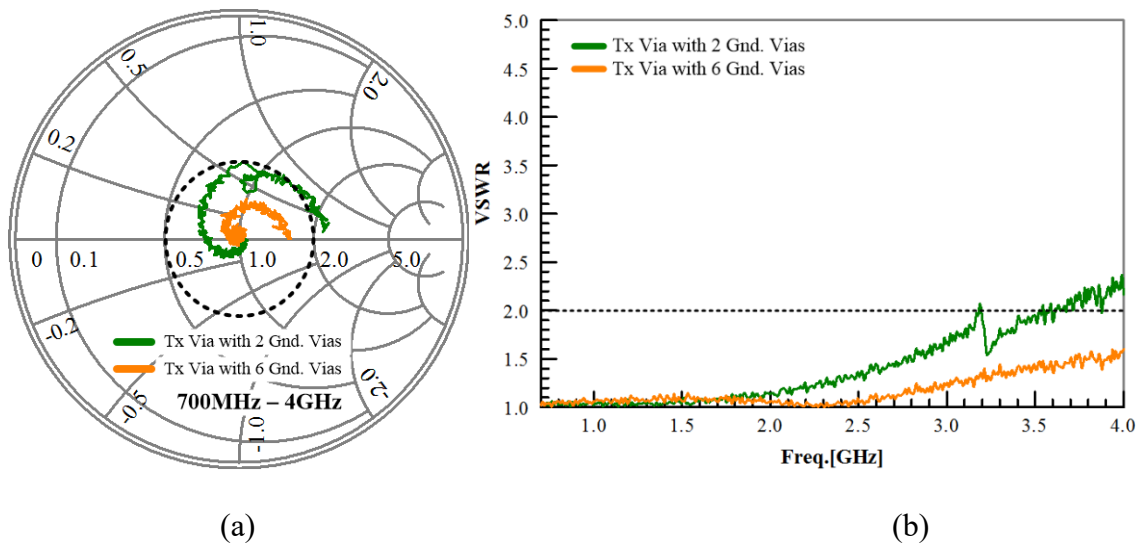 1.0
0.5
2.0
0.2
0 0.1 0.5 1.0 2.0 5.0
-0.2
Tx Via with 2 Gnd. Vias
Tx Via with 6 Gnd. Vias
-0.5
-2.0
700MHz – 4GHz
-1.0
(a)
5.0
Tx Via with 2 Gnd. Vias
Tx Via with 6 Gnd. Vias
4.5
4.0
3.5
VSWR
3.0
2.5
2.0
1.5
1.0
1.0 1.5 2.0 2.5 3.0 3.5 4.0
Freq.[GHz]
(b)